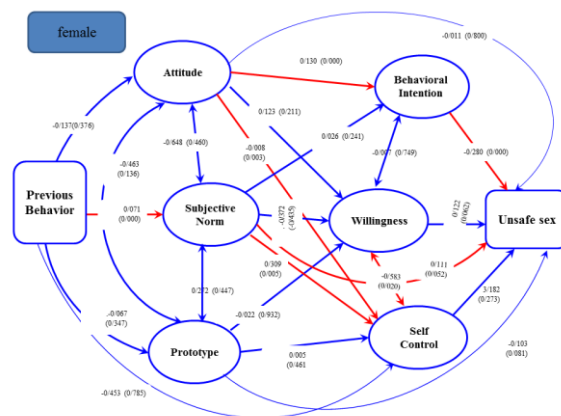 female
-0/011 (0/800)
Attitude
0/130 (0/000)
Behavioral
Intention
-0/137(0/376)
0/123 (0/211)
-0/008
(0/003)
0/026 (0/241)
-0/648 (0/460)
-0/463
(0/136)
-0/007 (0/749)
-0/280 (0/000)
Previous
Behavior
0/071
(0/000)
Subjective
Norm
-0/372
(-0/435)
Willingness
0/122
(0/062)
Unsafe sex
0/309
(0/005)
-0/583
(0/020)
0/111
(0/052)
0/272 (0/447)
3/182
(0/273)
-0/067
(0/347)
-0/022 (0/932)
Prototype
0/005
(0/461
Self
Control
-0/103
(0/081)
-0/453 (0/785)